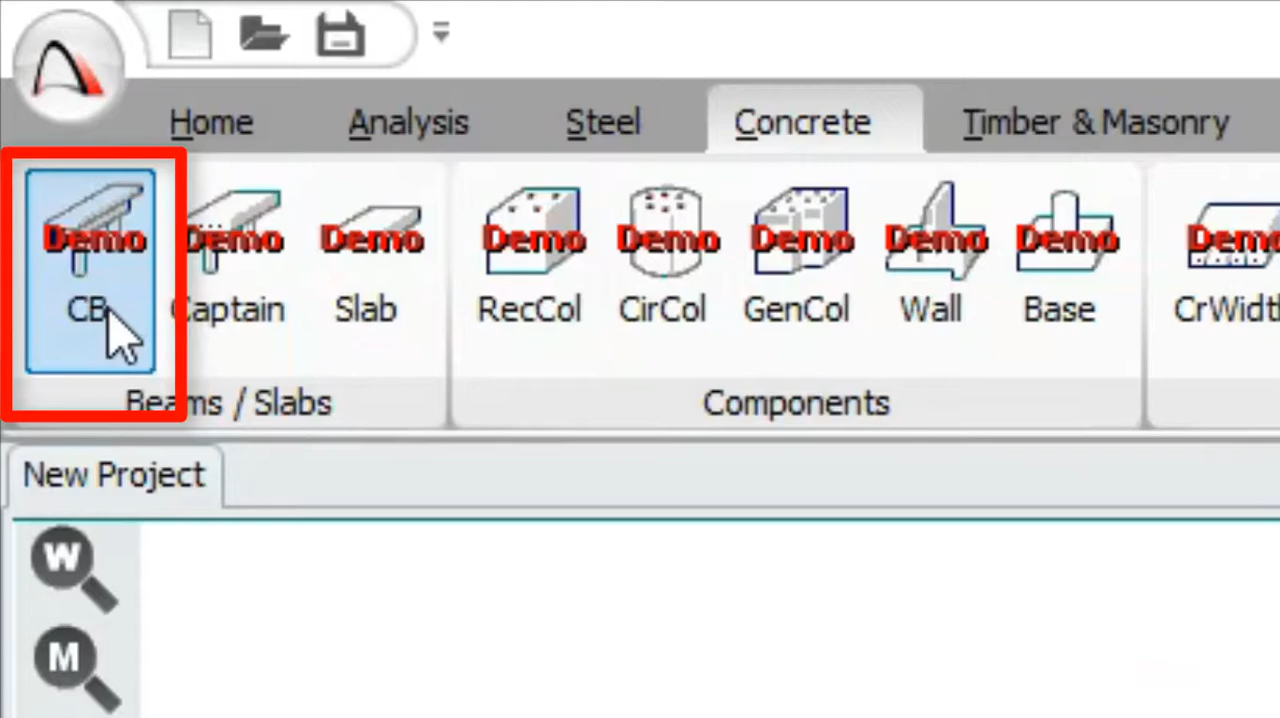 Home Analysis Steel Concrete Timber & Masonry
Demo Demo Demo Demo Demo Demo Demo Demo Demo
CB Captain Slab RecCol CirCol GenCol Wall Base CrWidth
Beams / Slabs Components
New Project
W
M